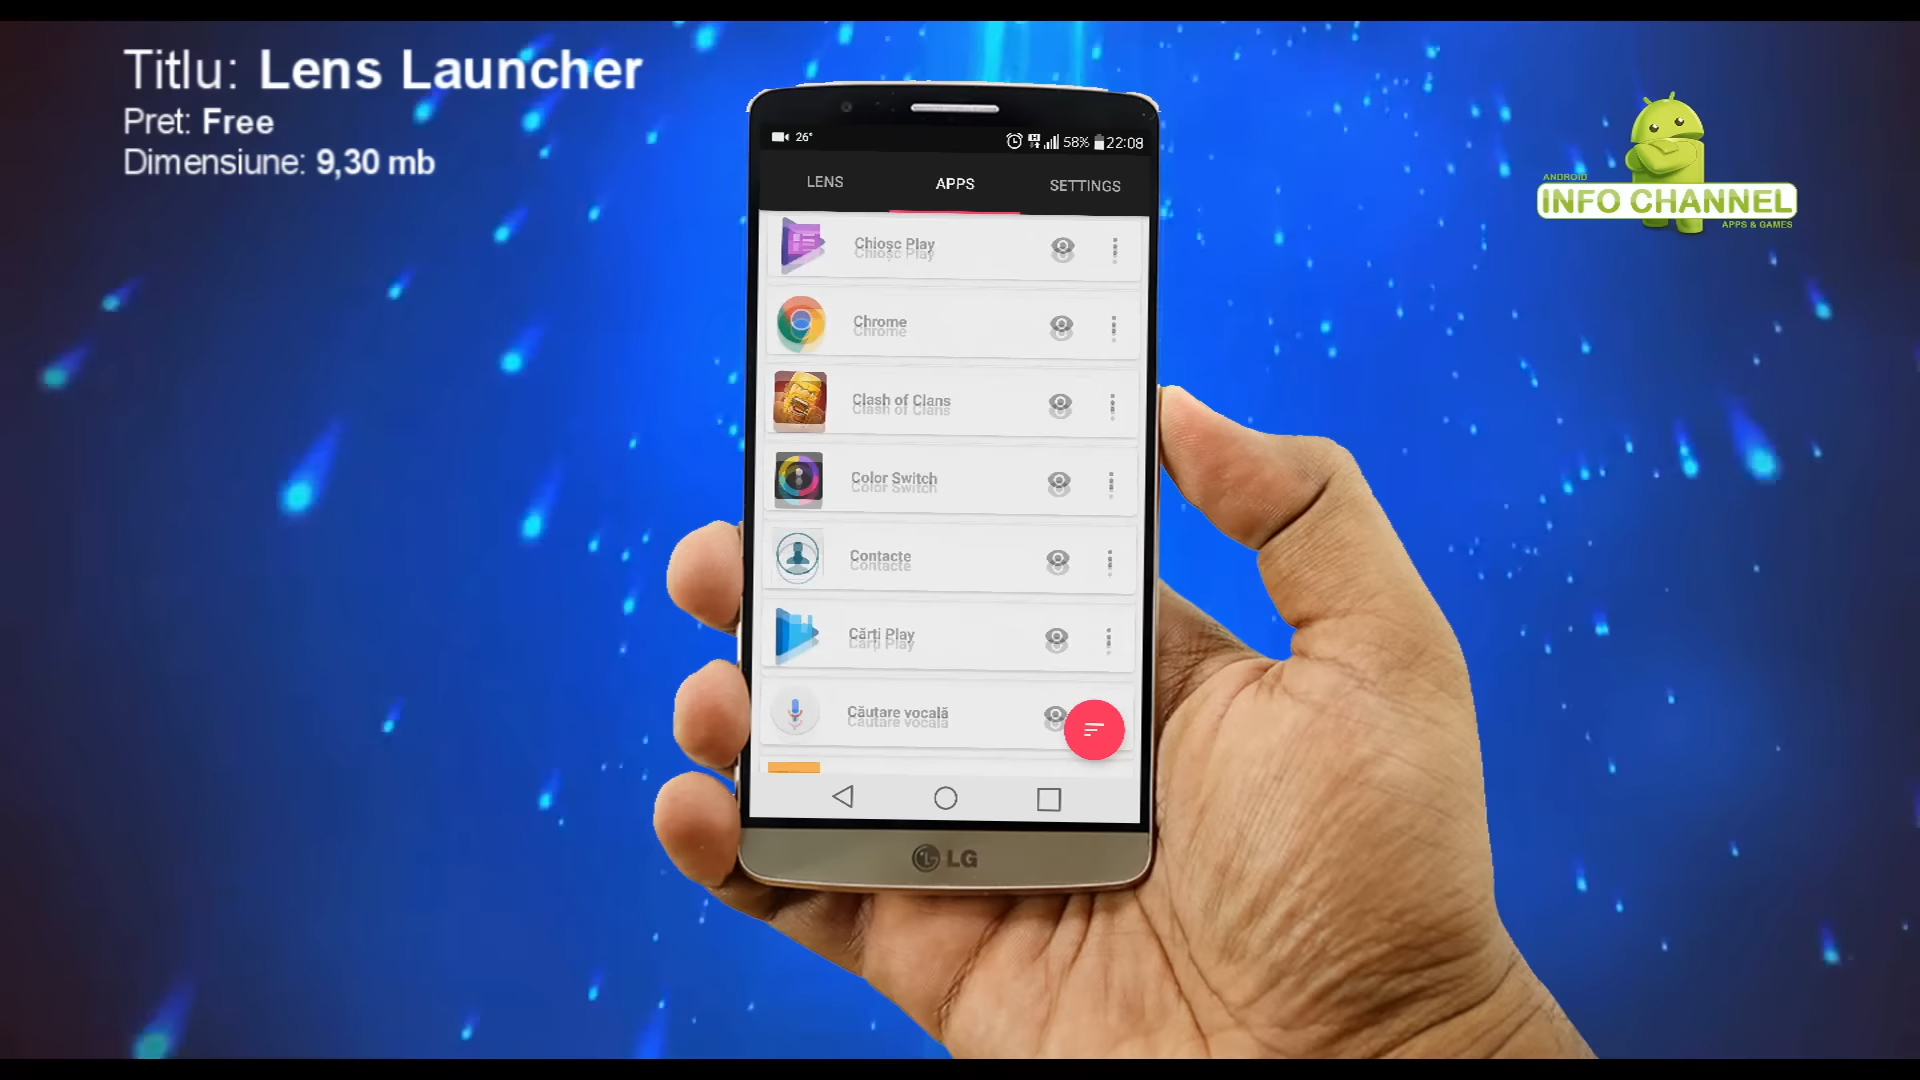 Titlu: Lens Launcher
Pret: Free
Dimensiune: 9,30 mb
ANDROID
INFO CHANNEL
APPS & GAMES
26°
58% 22:08
LENS APPS SETTINGS
Chioșc Play
Chrome
Clash of Clans
Color Switch
Contacte
Cărți Play
Căutare vocală
LG